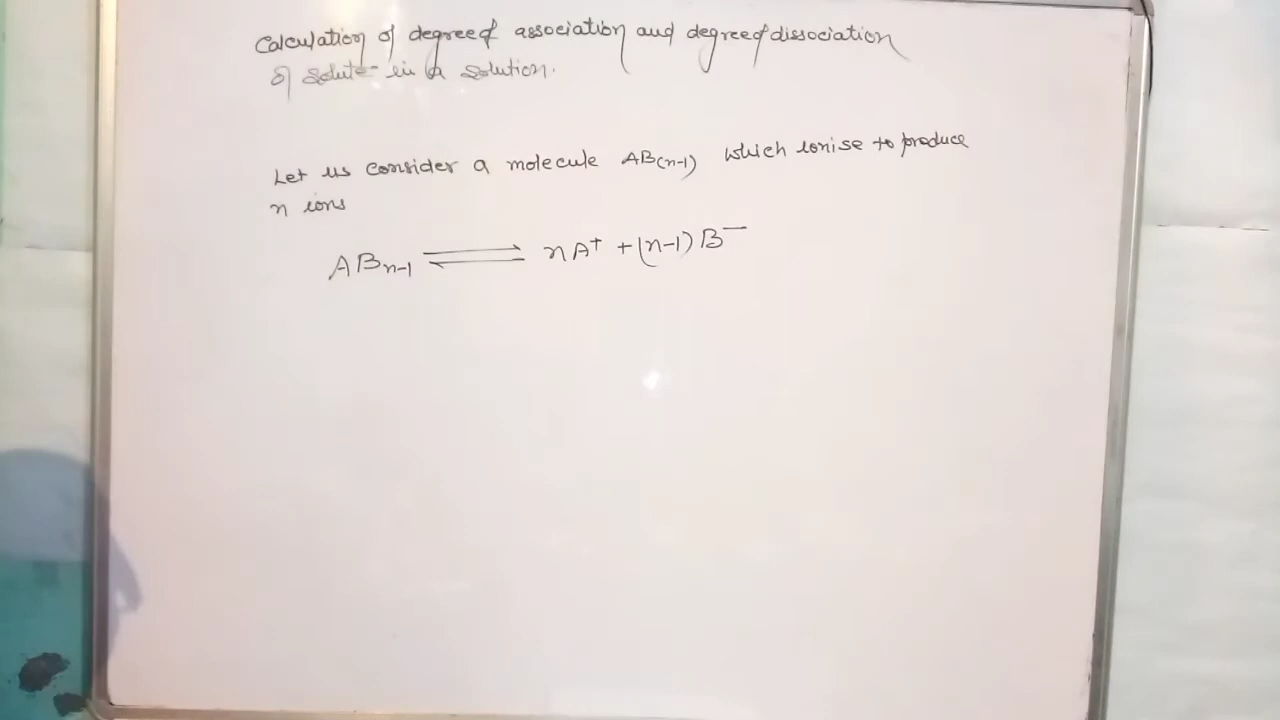 Calculation of degree of association and degree of dissociation
of solute in a solution.
Let us consider a molecule AB(n-1) which ionise to produce
n ions
ABn-1 ⇌ nA⁺ + (n-1) B⁻